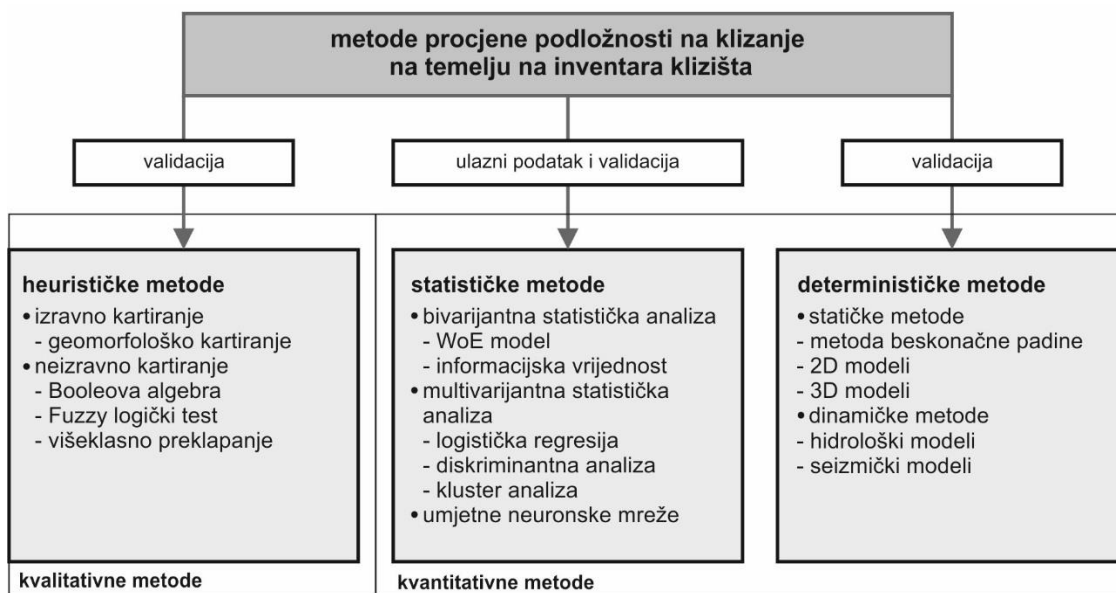 metode procjene podložnosti na klizanje
na temelju na inventara klizišta
validacija
ulazni podatak i validacija
validacija
heurističke metode
• izravno kartiranje
- geomorfološko kartiranje
• neizravno kartiranje
- Booleova algebra
- Fuzzy logički test
- višeklasno preklapanje
kvalitativne metode
statističke metode
• bivarijantna statistička analiza
- WoE model
- informacijska vrijednost
• multivarijantna statistička
analiza
- logistička regresija
- diskriminantna analiza
- kluster analiza
• umjetne neuronske mreže
determinističke metode
• statičke metode
- metoda beskonačne padine
- 2D modeli
- 3D modeli
• dinamičke metode
- hidrološki modeli
- seizmički modeli
kvantitativne metode